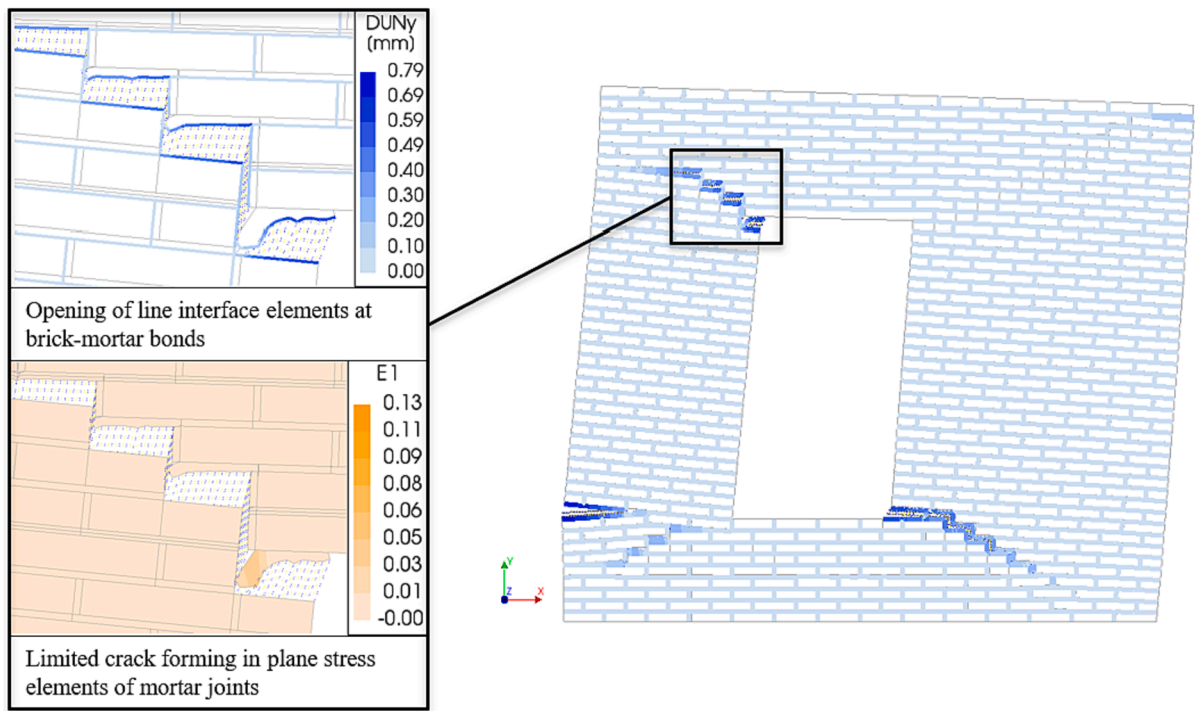 DUNy
(mm)
0.79
0.69
0.59
0.49
0.40
0.30
0.20
0.10
0.00
Opening of line interface elements at
brick-mortar bonds
E1
0.13
0.11
0.09
0.08
0.06
0.05
0.03
0.01
-0.00
Limited crack forming in plane stress
elements of mortar joints
Y
Z
X